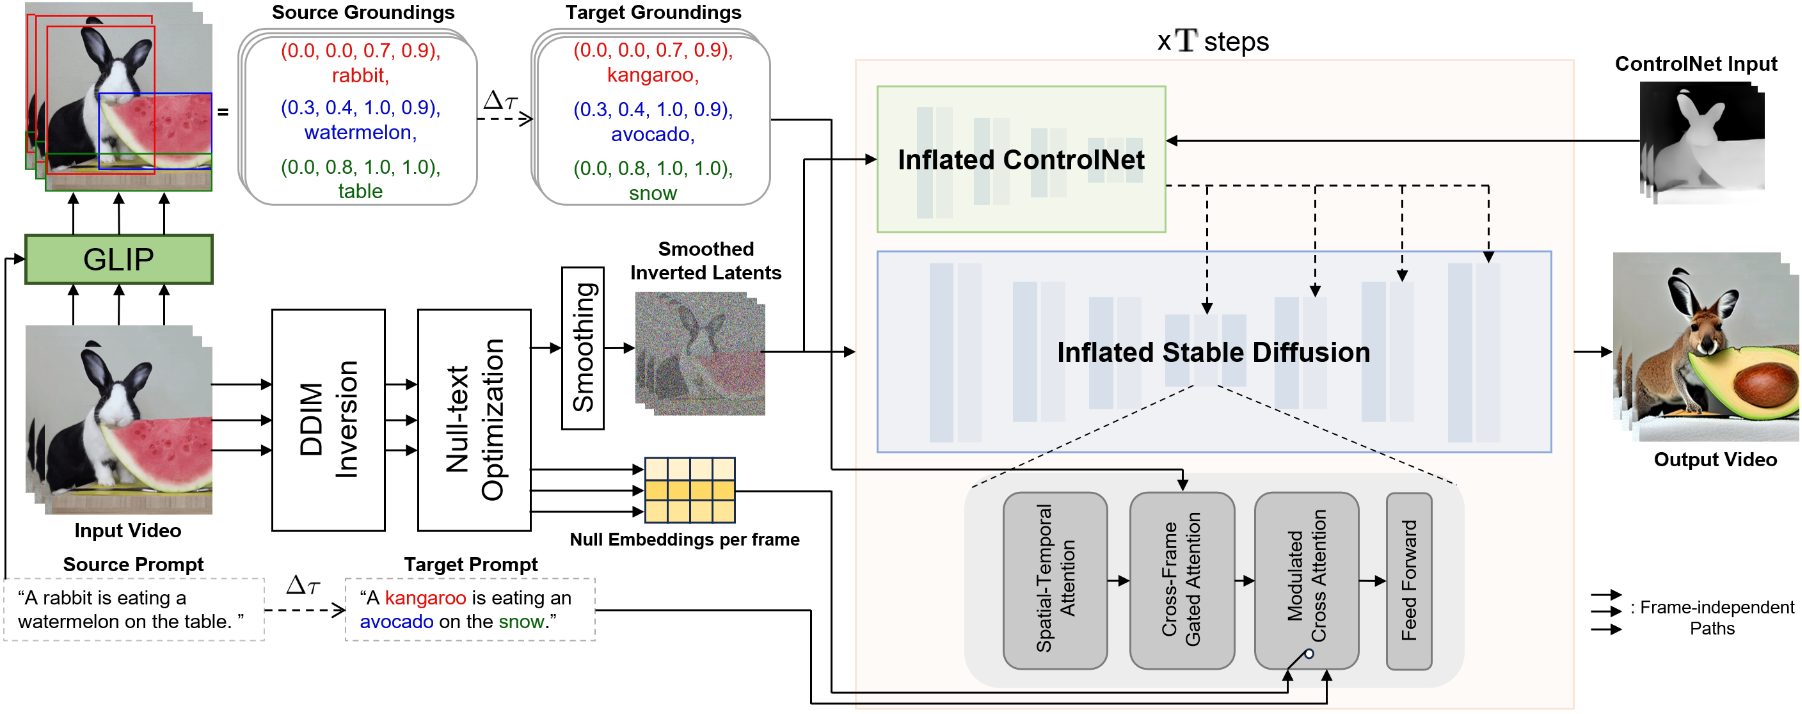 Source Groundings
(0.0, 0.0, 0.7, 0.9),
rabbit,
(0.3, 0.4, 1.0, 0.9),
watermelon,
(0.0, 0.8, 1.0, 1.0),
table
=
Δτ
Target Groundings
(0.0, 0.0, 0.7, 0.9),
kangaroo,
(0.3, 0.4, 1.0, 0.9),
avocado,
(0.0, 0.8, 1.0, 1.0),
snow
GLIP
Input Video
DDIM
Inversion
Null-text
Optimization
Smoothing
Smoothed
Inverted Latents
Null Embeddings per frame
Source Prompt
“A rabbit is eating a
watermelon on the table. ”
Δτ
Target Prompt
“A kangaroo is eating an
avocado on the snow.”
x T steps
Inflated ControlNet
Inflated Stable Diffusion
Spatial-Temporal
Attention
Cross-Frame
Gated Attention
Modulated
Cross Attention
Feed Forward
ControlNet Input
Output Video
: Frame-independent
Paths